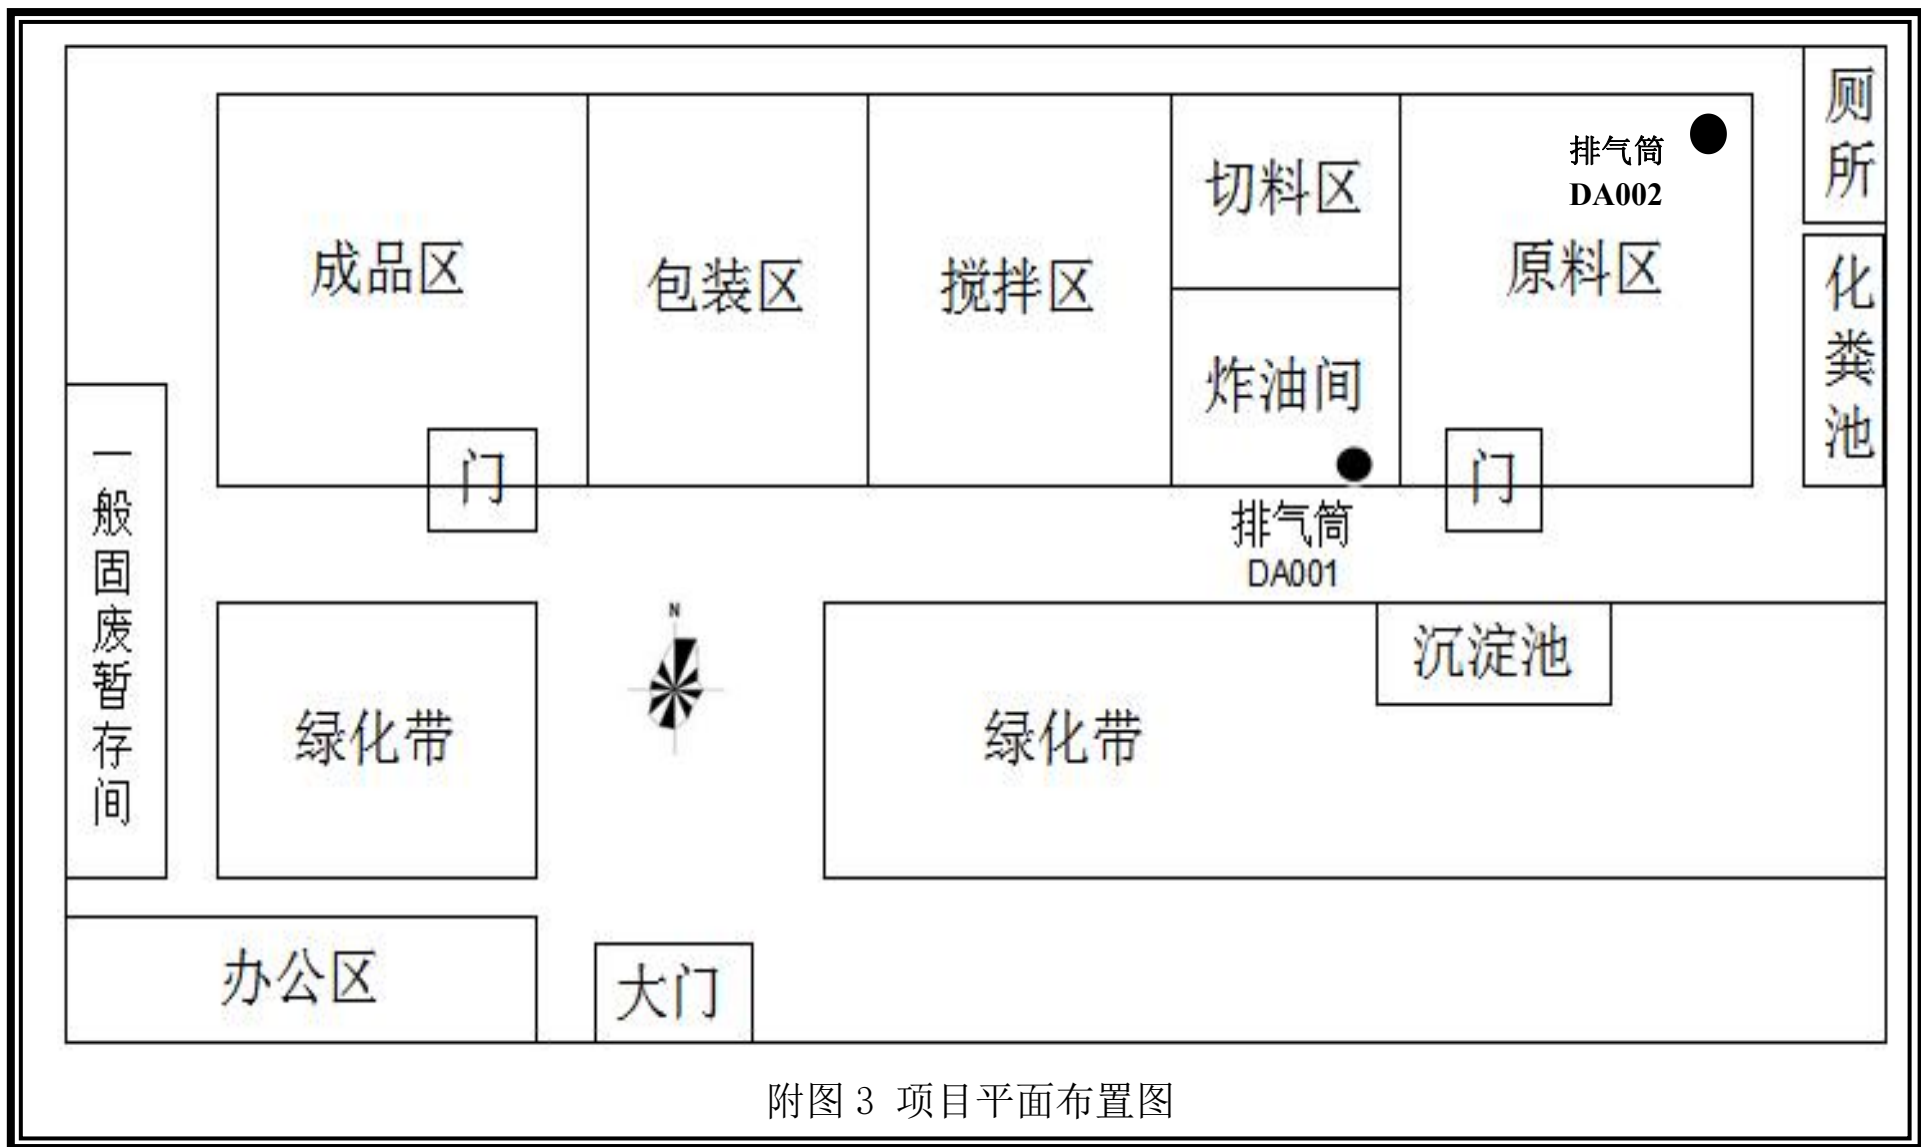 厕所
排气筒
DA002
切料区
成品区
包装区
搅拌区
原料区
化粪池
炸油间
门
门
一般固废暂存间
排气筒
DA001
N
沉淀池
绿化带
绿化带
办公区
大门
附图 3 项目平面布置图